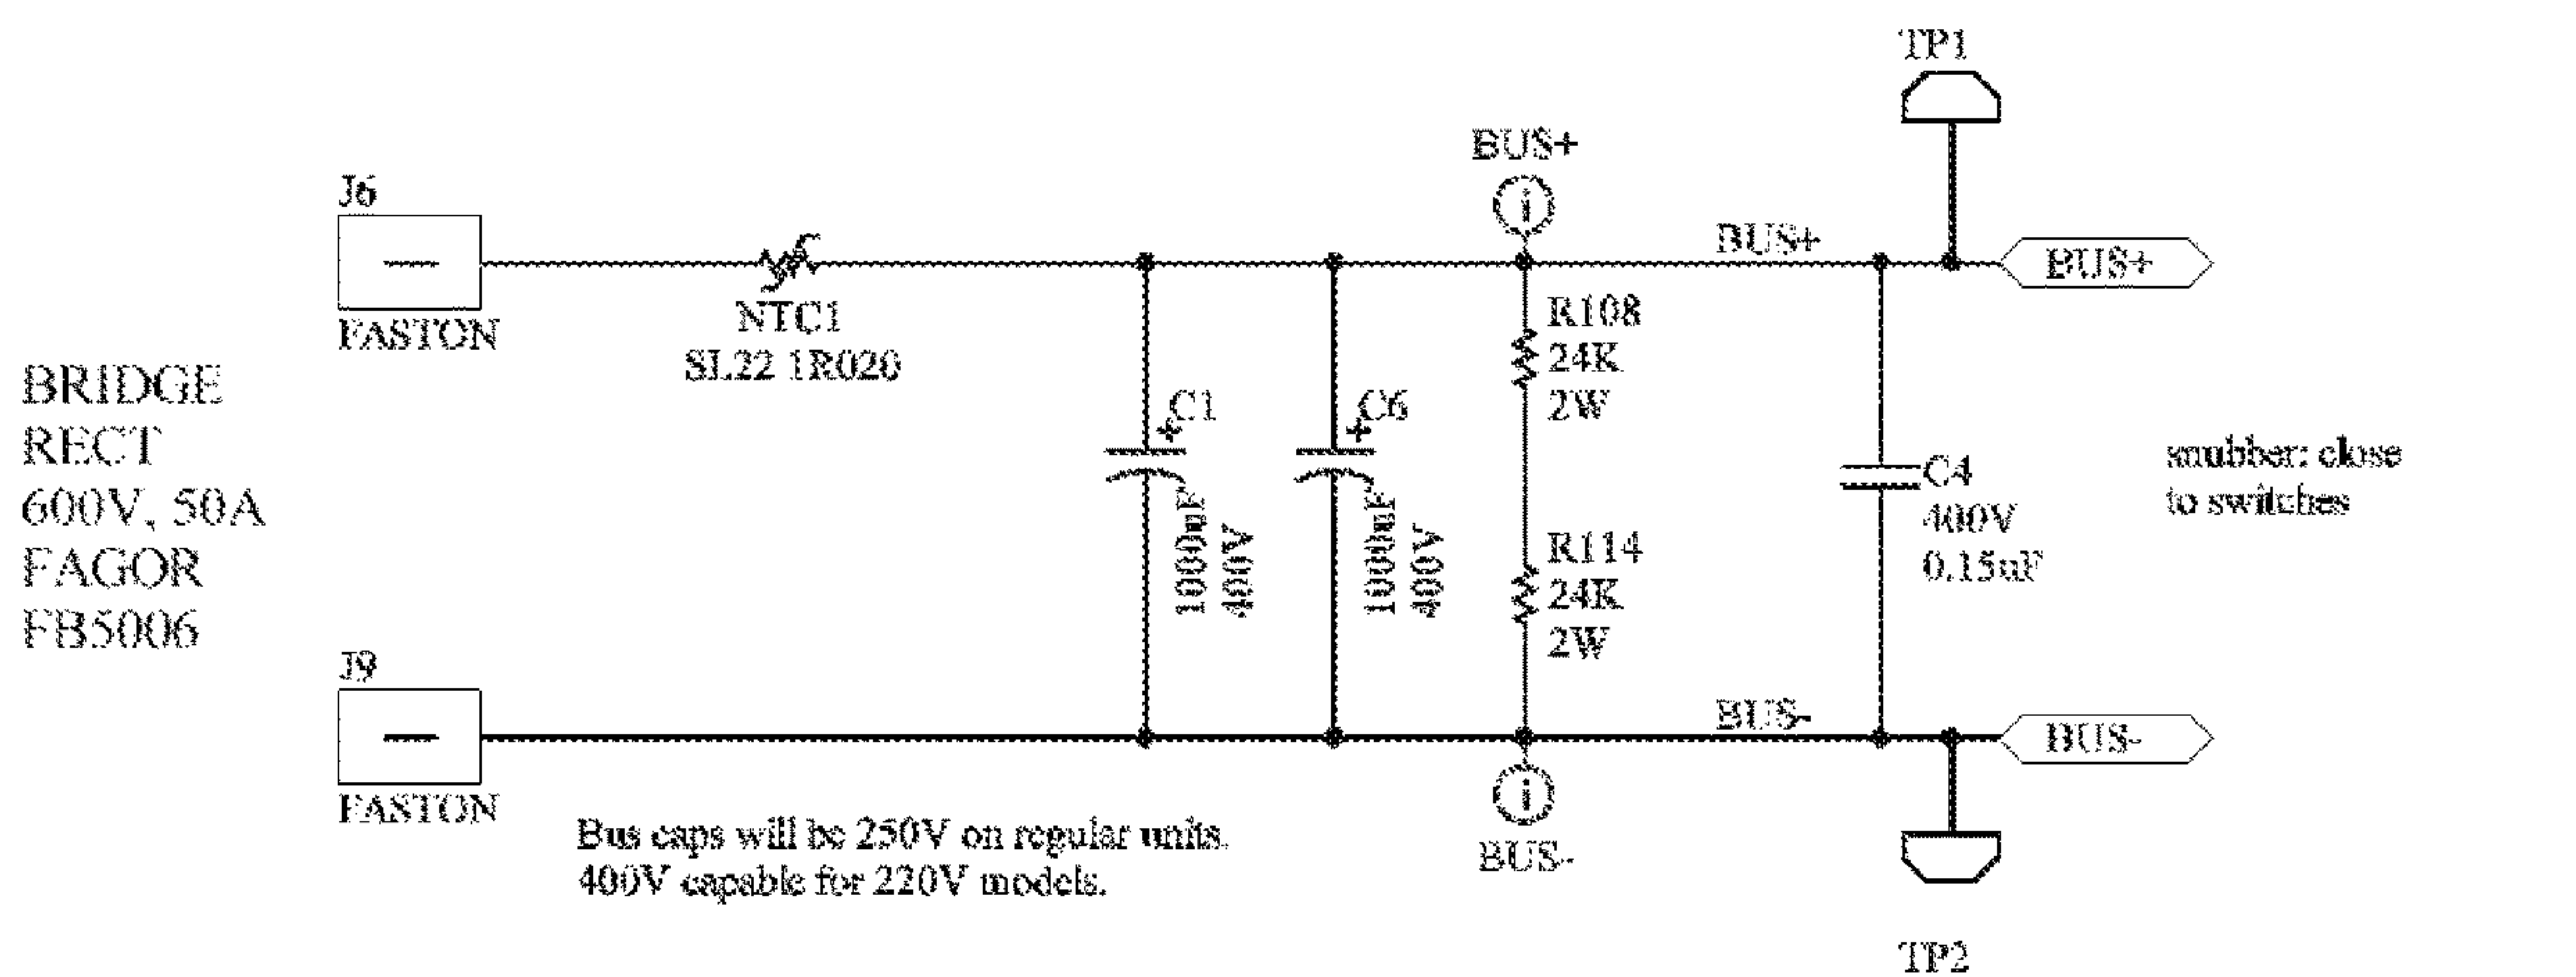 TP1
BUS+
J6
BUS+
BUS+
FASTON
NTC1
SL22 1R020
R108
24K
2W
BRIDGE
RECT
600V, 50A
FAGOR
FB5006
C1
1000uF
400V
C6
1000uF
400V
C4
400V
0.15uF
snubber: close
to switches
R114
24K
2W
J9
BUS-
BUS-
FASTON
Bus caps will be 250V on regular units.
400V capable for 220V models.
BUS-
TP2